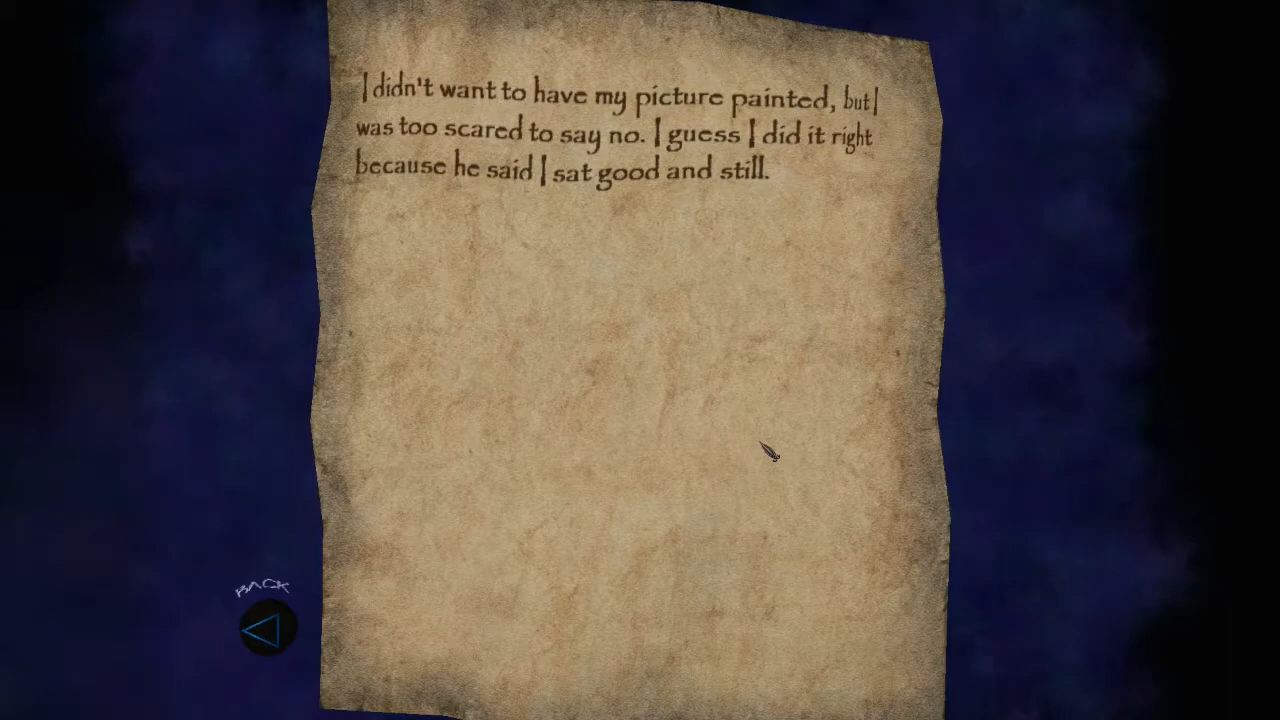 I didn't want to have my picture painted, but I
was too scared to say no. I guess I did it right
because he said I sat good and still.
BACK